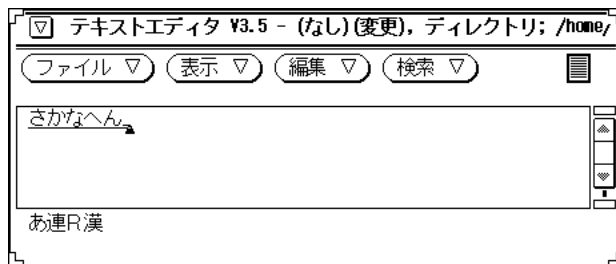 テキストエディタ V3.5 - (なし)(変更), ディレクトリ; /home/
ファイル ▽ 表示 ▽ 編集 ▽ 検索 ▽
さかなへん
あ連R漢